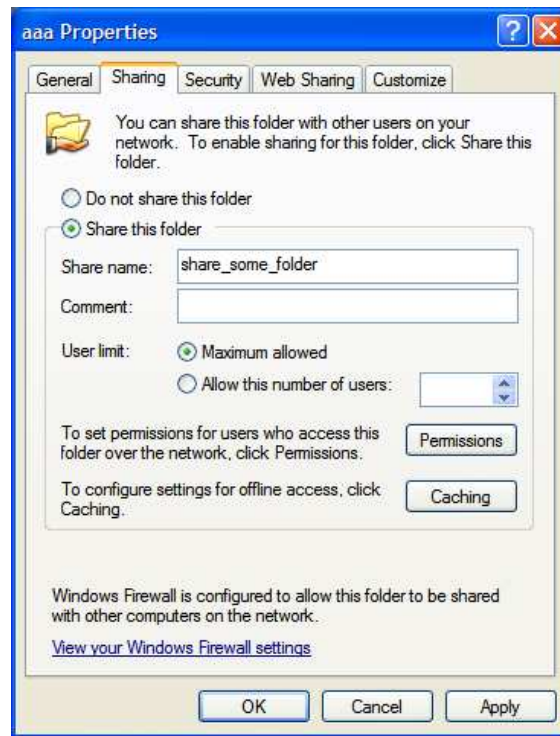 aaa Properties
General Sharing Security Web Sharing Customize
You can share this folder with other users on your
network. To enable sharing for this folder, click Share this
folder.
Do not share this folder
Share this folder
Share name: share_some_folder
Comment:
User limit: Maximum allowed
Allow this number of users:
To set permissions for users who access this
folder over the network, click Permissions.
Permissions
To configure settings for offline access, click
Caching.
Caching
Windows Firewall is configured to allow this folder to be shared
with other computers on the network.
View your Windows Firewall settings
OK Cancel Apply